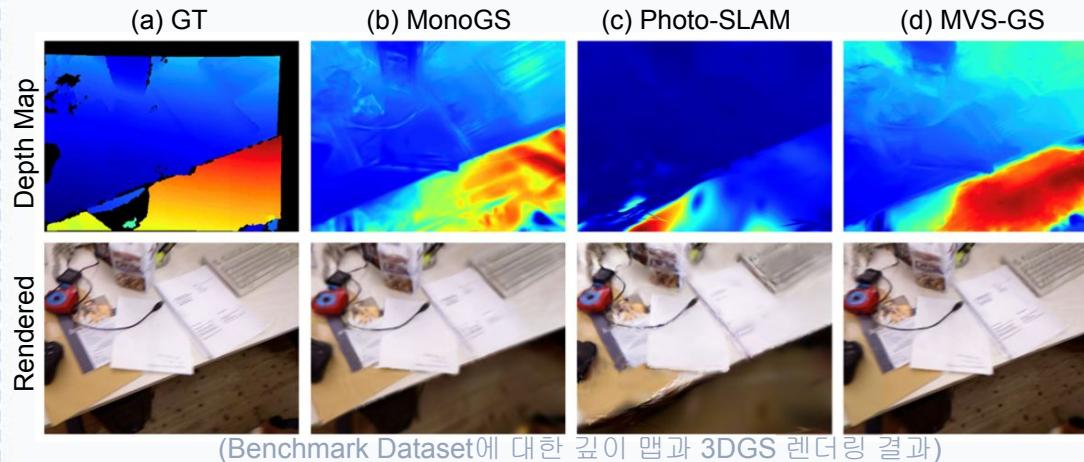 (a) GT (b) MonoGS (c) Photo-SLAM (d) MVS-GS
Depth Map
Rendered
(Benchmark Dataset에 대한 깊이 맵과 3DGS 렌더링 결과)